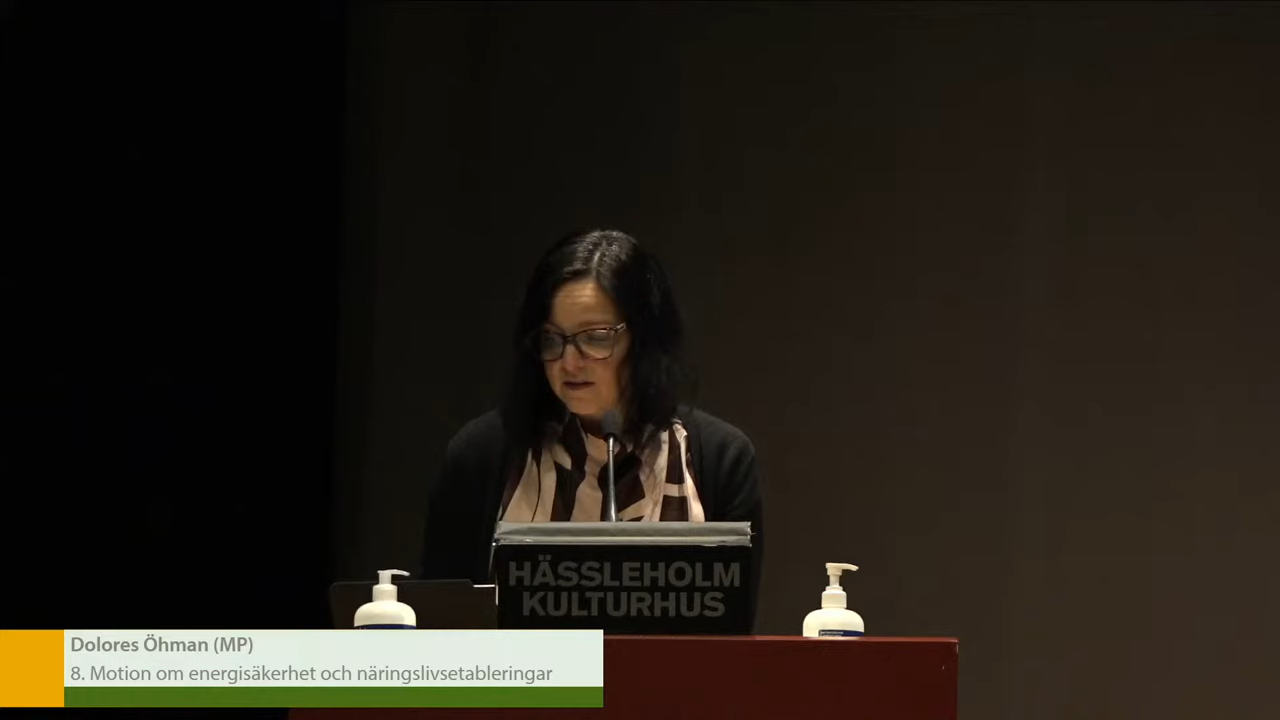 HÄSSLEHOLM
KULTURHUS
Dolores Öhman (MP)
8. Motion om energisäkerhet och näringslivsetableringar